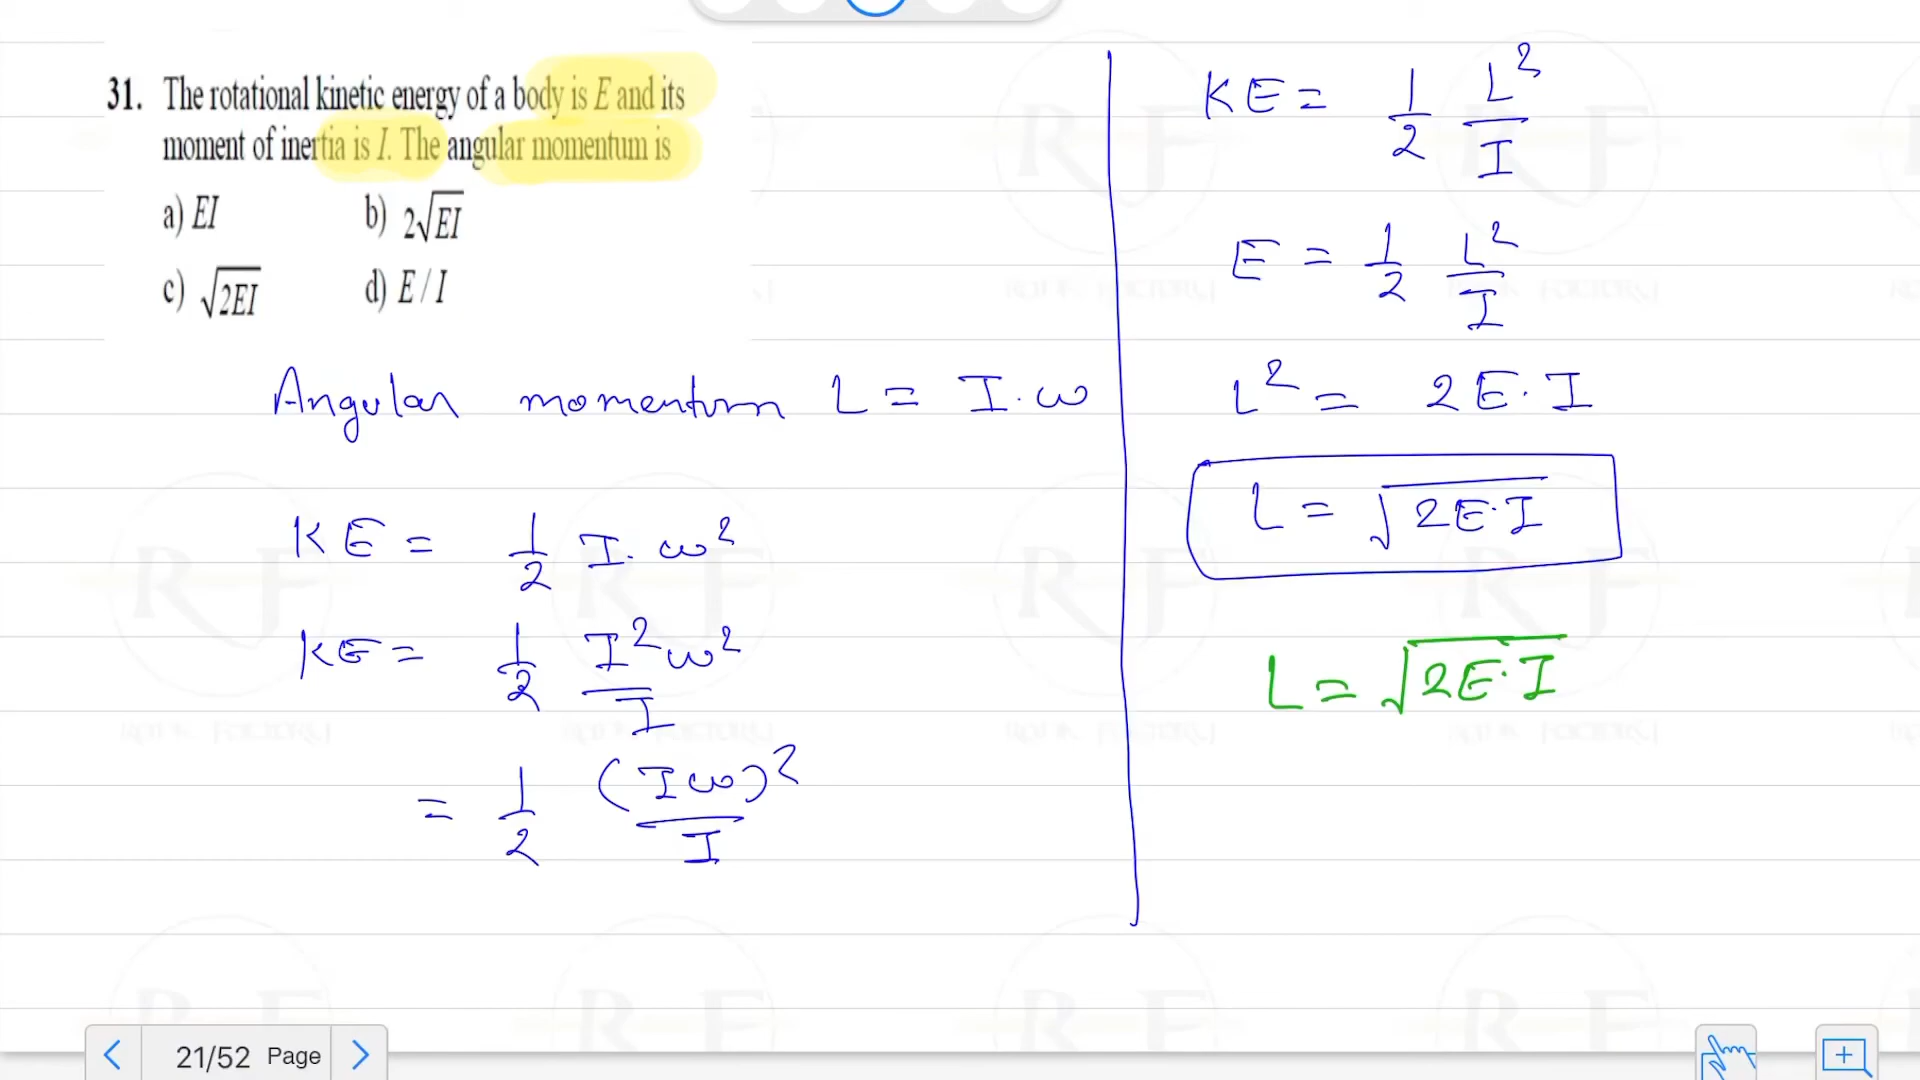 31. The rotational kinetic energy of a body is E and its
moment of inertia is I. The angular momentum is
a) EI b) 2√EI
c) √2EI d) E / I
Angular momentum L = I.ω
KE = 1/2 I. ω²
KE = 1/2 I²ω²/I
= 1/2 (Iω)²/I
KE = 1/2 L²/I
E = 1/2 L²/I
L² = 2E.I
L = √2E.I
L = √2E.I
RF
21/52 Page